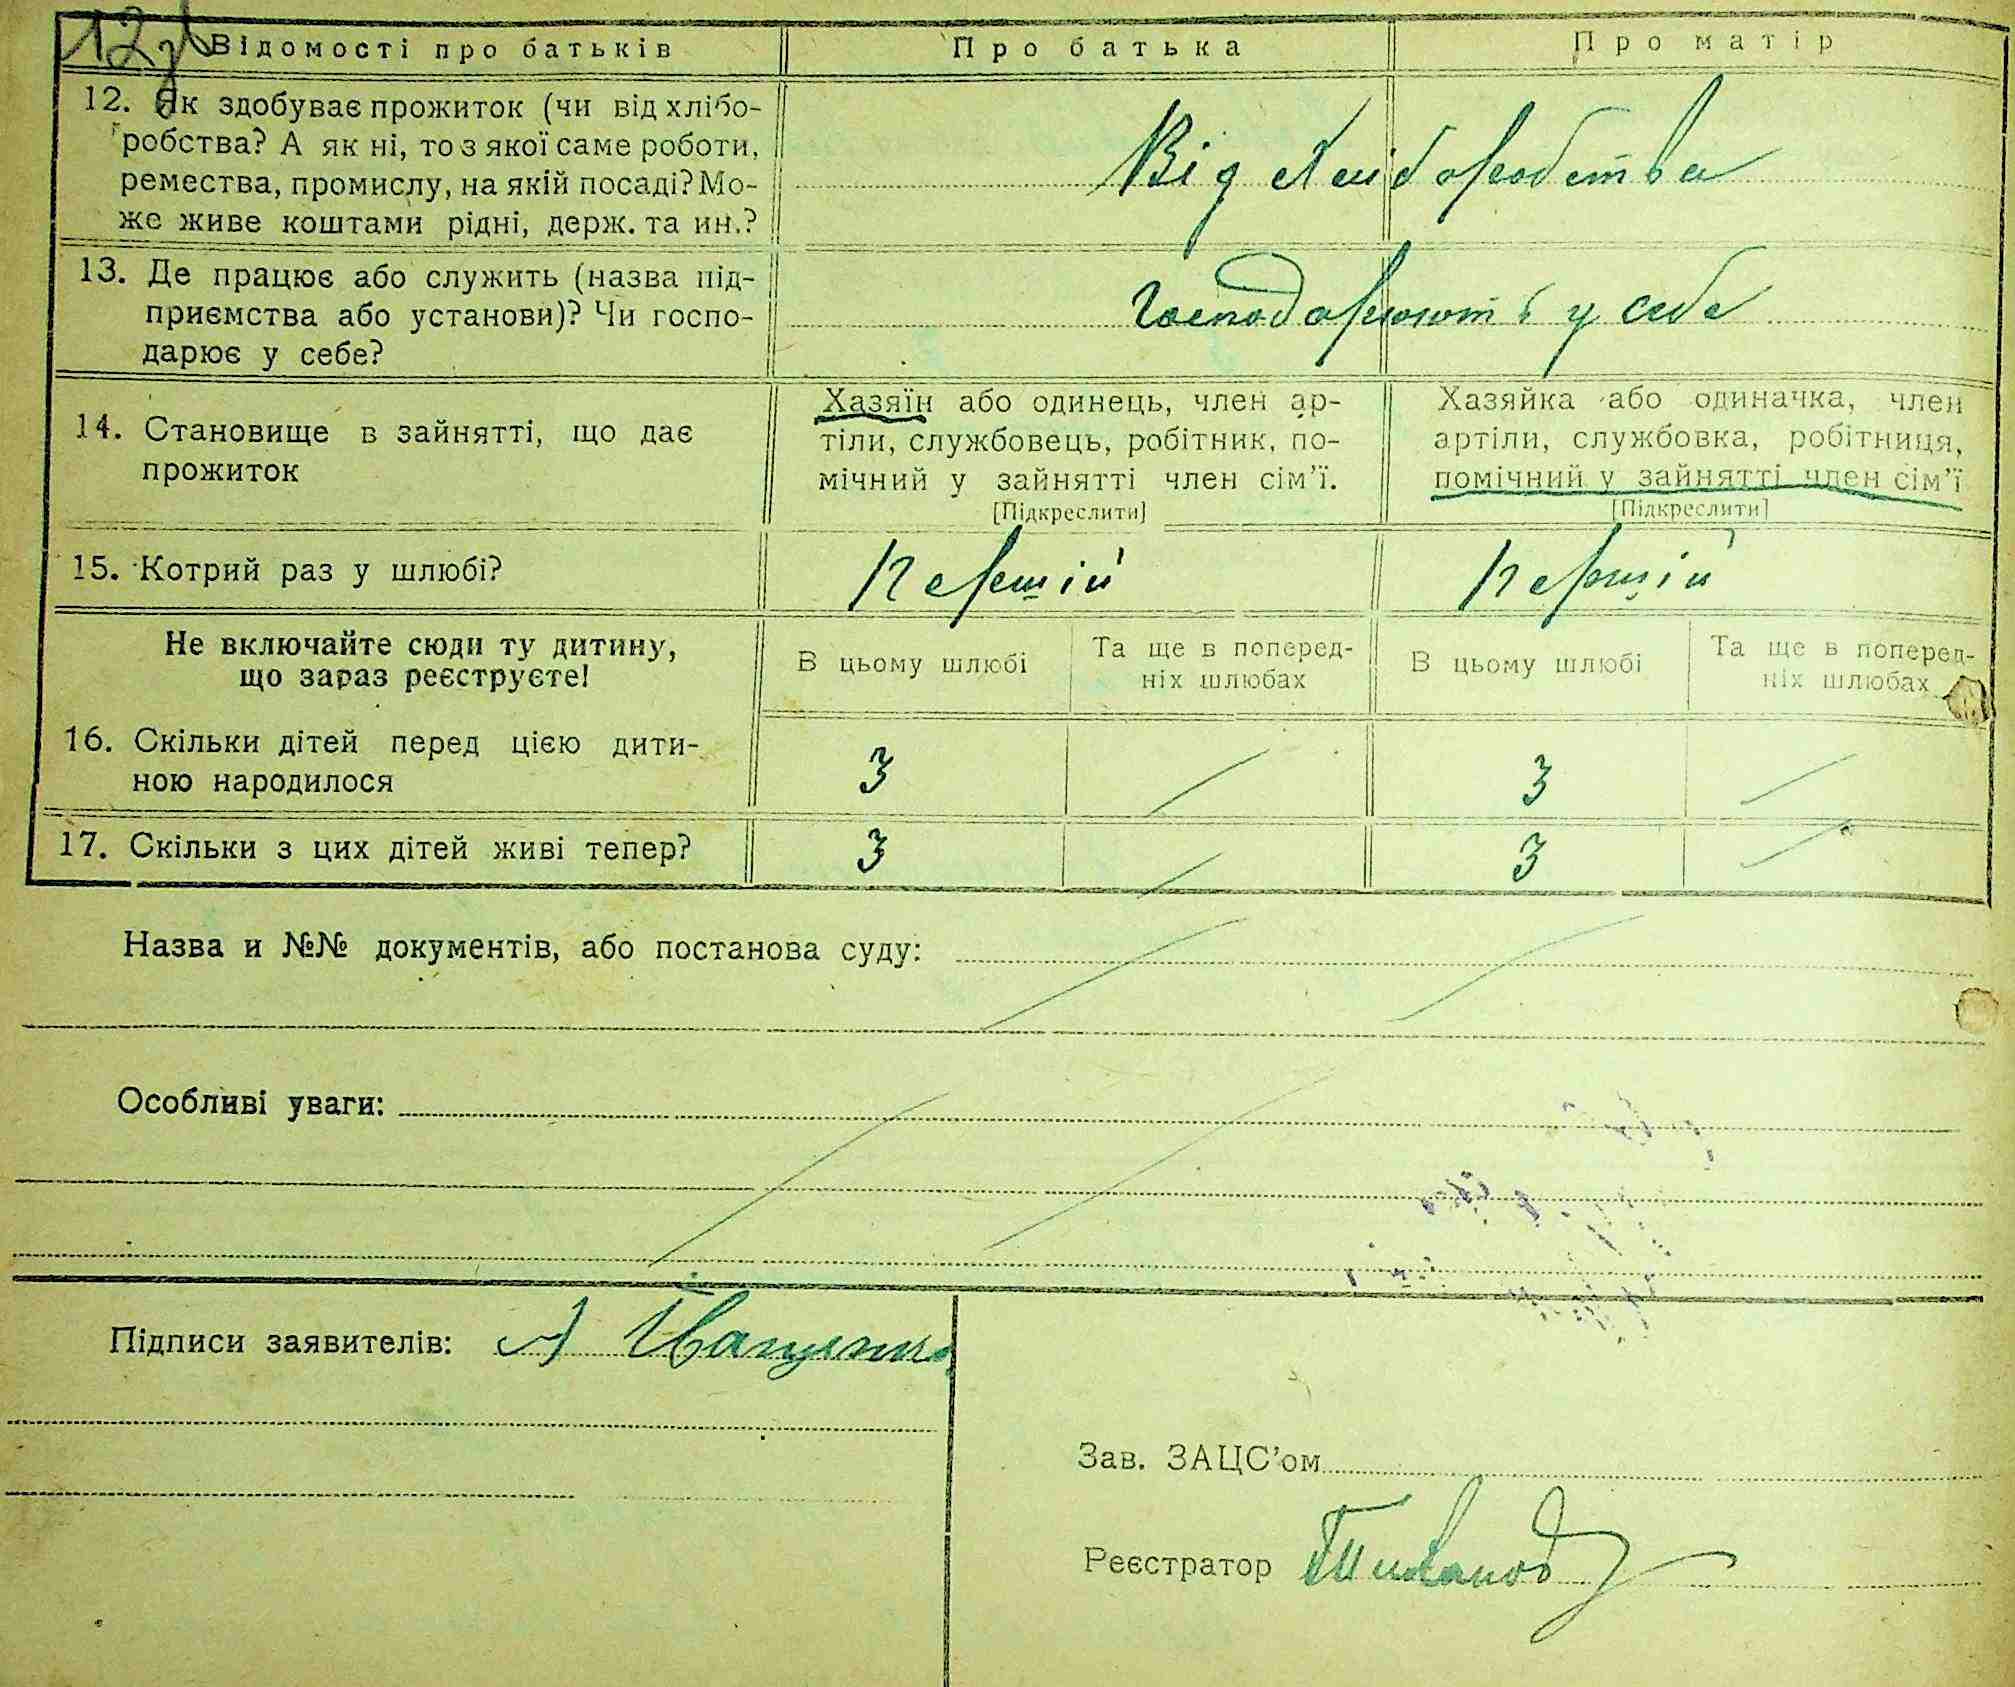 12
Відомості про батьків
Про батька
Про матір
12. Як здобуває прожиток (чи від хлібо-
робства? А як ні, то з якої саме роботи,
ремества, промислу, на якій посаді? Мо-
же живе коштами рідні, держ. та ин.?
Від хліборобства
13. Де працює або служить (назва під-
приємства або установи)? Чи госпо-
дарює у себе?
Господарюють у себе
14. Становище в зайнятті, що дає
прожиток
Хазяїн або одинець, член ар-
тіли, службовець, робітник, по-
мічний у зайнятті член сім’ї.
[Підкреслити]
Хазяйка або одиначка, член
артіли, службовка, робітниця,
помічний у зайнятті член сім’ї
[Підкреслити]
15. Котрий раз у шлюбі?
Перший
Перший
Не включайте сюди ту дитину,
що зараз реєструєте!
В цьому шлюбі
Та ще в поперед-
ніх шлюбах
В цьому шлюбі
Та ще в поперед-
ніх шлюбах
16. Скільки дітей перед цією дити-
ною народилося
3
3
17. Скільки з цих дітей живі тепер?
3
3
Назва и №№ документів, або постанова суду:
Особливі уваги:
Підписи заявителів:
Зав. ЗАЦС’ом
Реєстратор